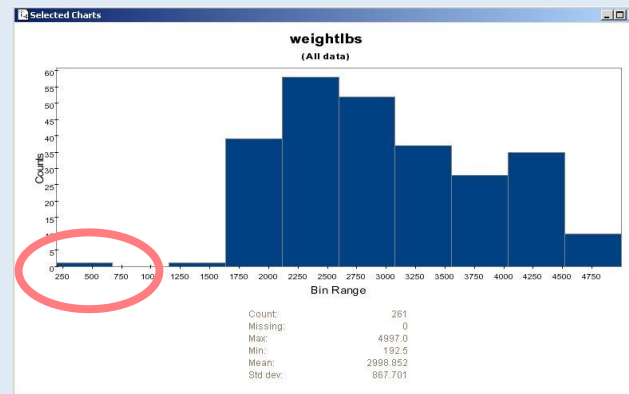 Selected Charts
weightlbs
(All data)
60
55
50
45
40
35
30
25
20
15
10
5
0
Counts
250 500 750 100 1250 1500 1750 2000 2250 2500 2750 3000 3250 3500 3750 4000 4250 4500 4750
Bin Range
Count: 261
Missing: 0
Max: 4997.0
Min: 192.5
Mean: 2998.852
Std dev: 867.701